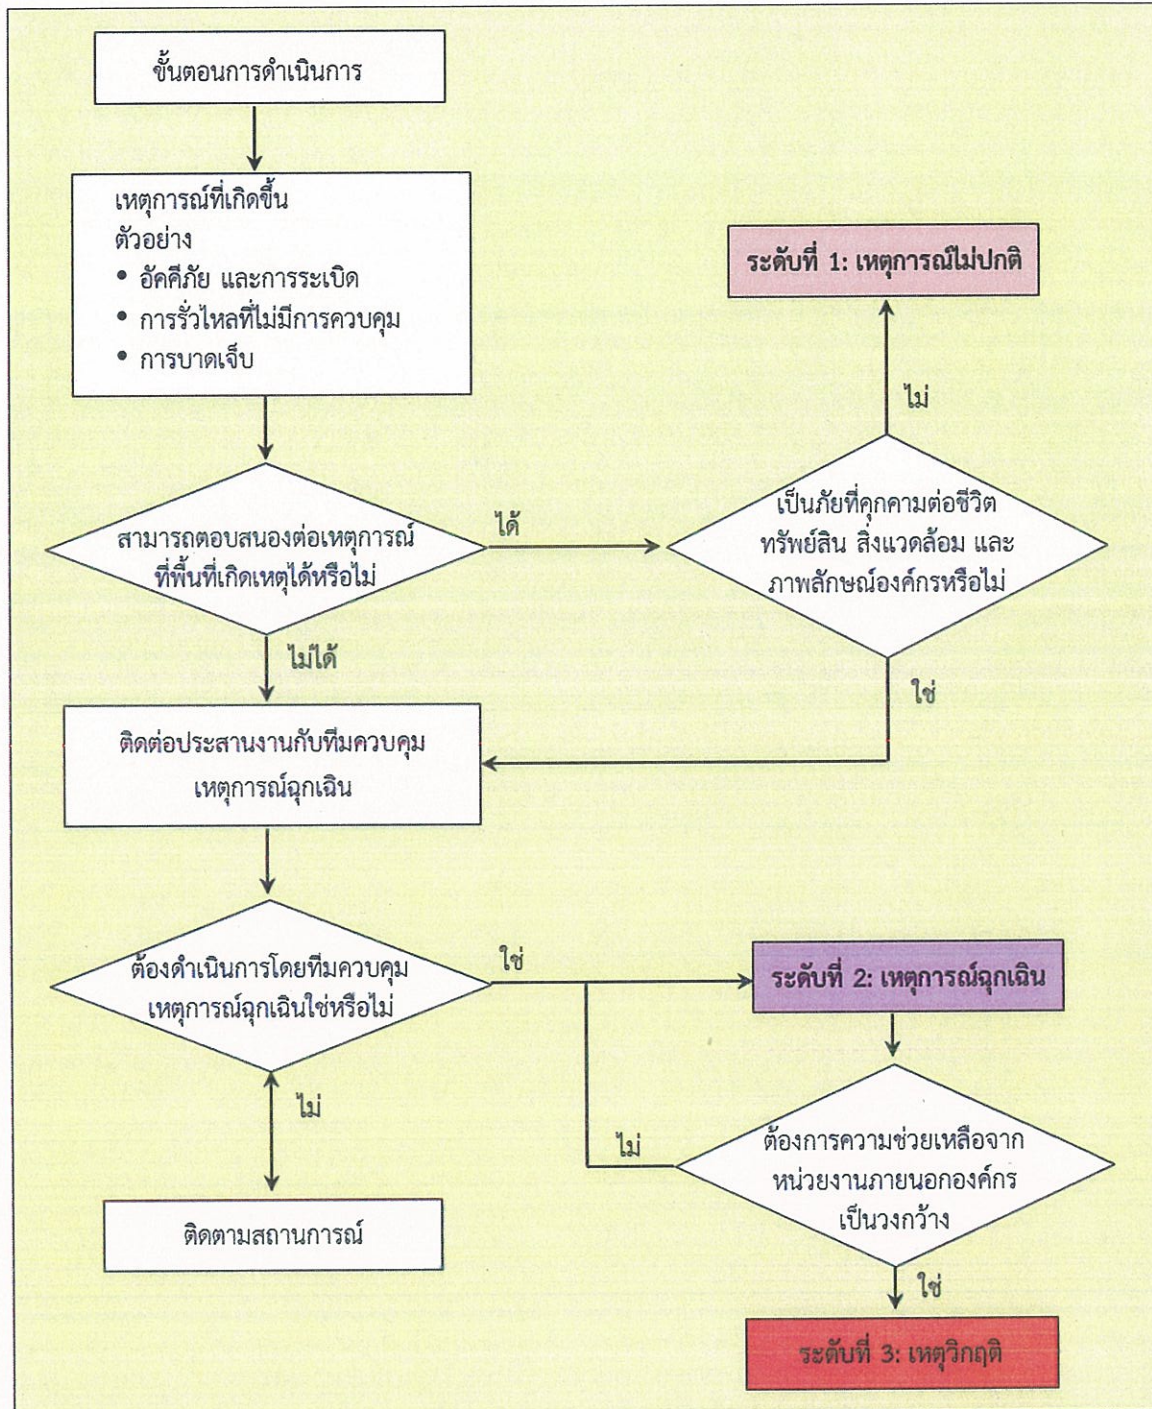 ขั้นตอนการดำเนินการ
เหตุการณ์ที่เกิดขึ้น
ตัวอย่าง
• อัคคีภัย และการระเบิด
• การรั่วไหลที่ไม่มีการควบคุม
• การบาดเจ็บ
ระดับที่ 1: เหตุการณ์ไม่ปกติ
ไม่
สามารถตอบสนองต่อเหตุการณ์
ที่พื้นที่เกิดเหตุได้หรือไม่
ได้
เป็นภัยที่คุกคามต่อชีวิต
ทรัพย์สิน สิ่งแวดล้อม และ
ภาพลักษณ์องค์กรหรือไม่
ไม่ได้
ใช่
ติดต่อประสานงานกับทีมควบคุม
เหตุการณ์ฉุกเฉิน
ต้องดำเนินการโดยทีมควบคุม
เหตุการณ์ฉุกเฉินใช่หรือไม่
ใช่
ระดับที่ 2: เหตุการณ์ฉุกเฉิน
ไม่
ไม่
ต้องการความช่วยเหลือจาก
หน่วยงานภายนอกองค์กร
เป็นวงกว้าง
ติดตามสถานการณ์
ใช่
ระดับที่ 3: เหตุวิกฤติ